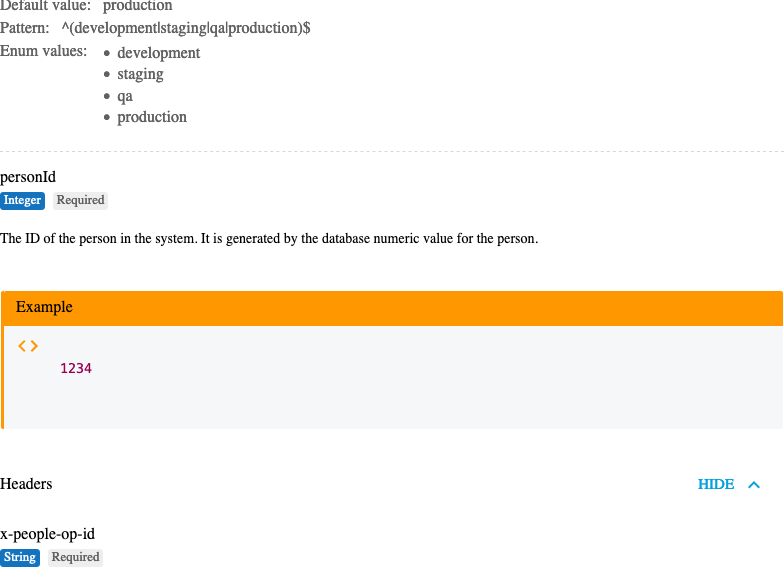 Default value: production
Pattern: ^(development|staging|qa|production)$
Enum values:
• development
• staging
• qa
• production
personId
Integer Required
The ID of the person in the system. It is generated by the database numeric value for the person.
Example
<>
1234
Headers HIDE
x-people-op-id
String Required